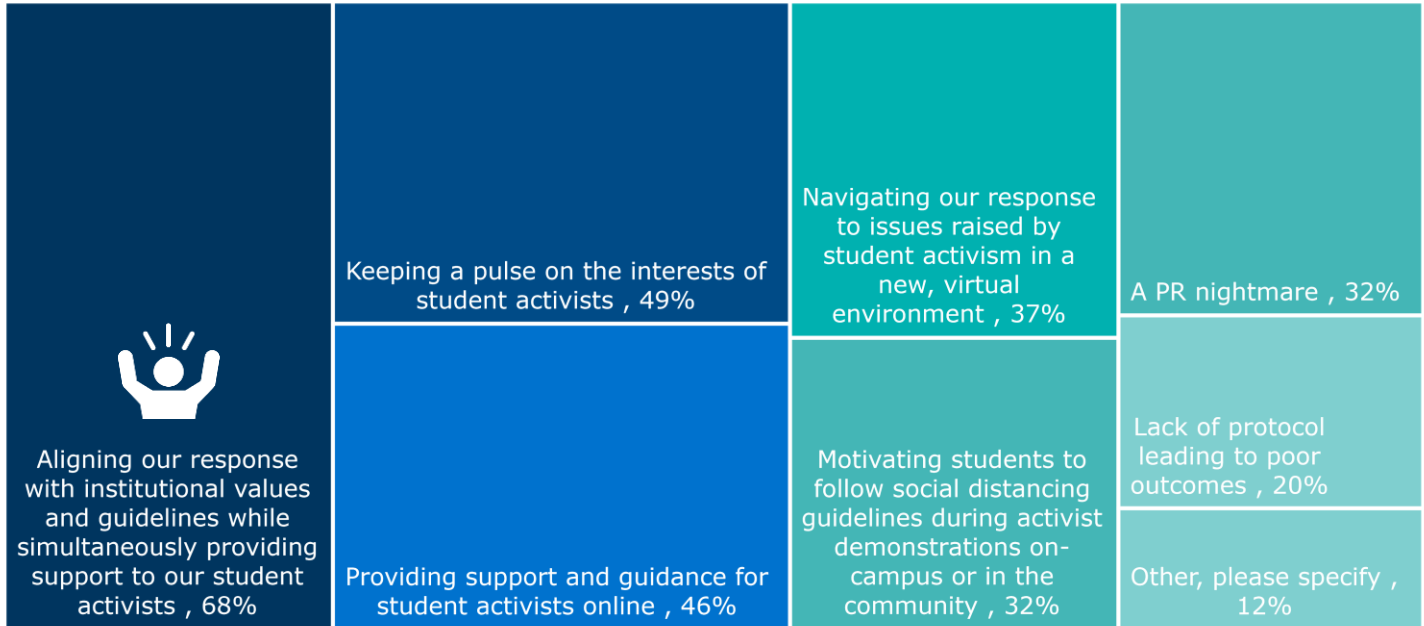 Aligning our response
with institutional values
and guidelines while
simultaneously providing
support to our student
activists , 68%
Keeping a pulse on the interests of
student activists , 49%
Providing support and guidance for
student activists online , 46%
Navigating our response
to issues raised by
student activism in a
new, virtual
environment , 37%
Motivating students to
follow social distancing
guidelines during activist
demonstrations on-
campus or in the
community , 32%
A PR nightmare , 32%
Lack of protocol
leading to poor
outcomes , 20%
Other, please specify ,
12%